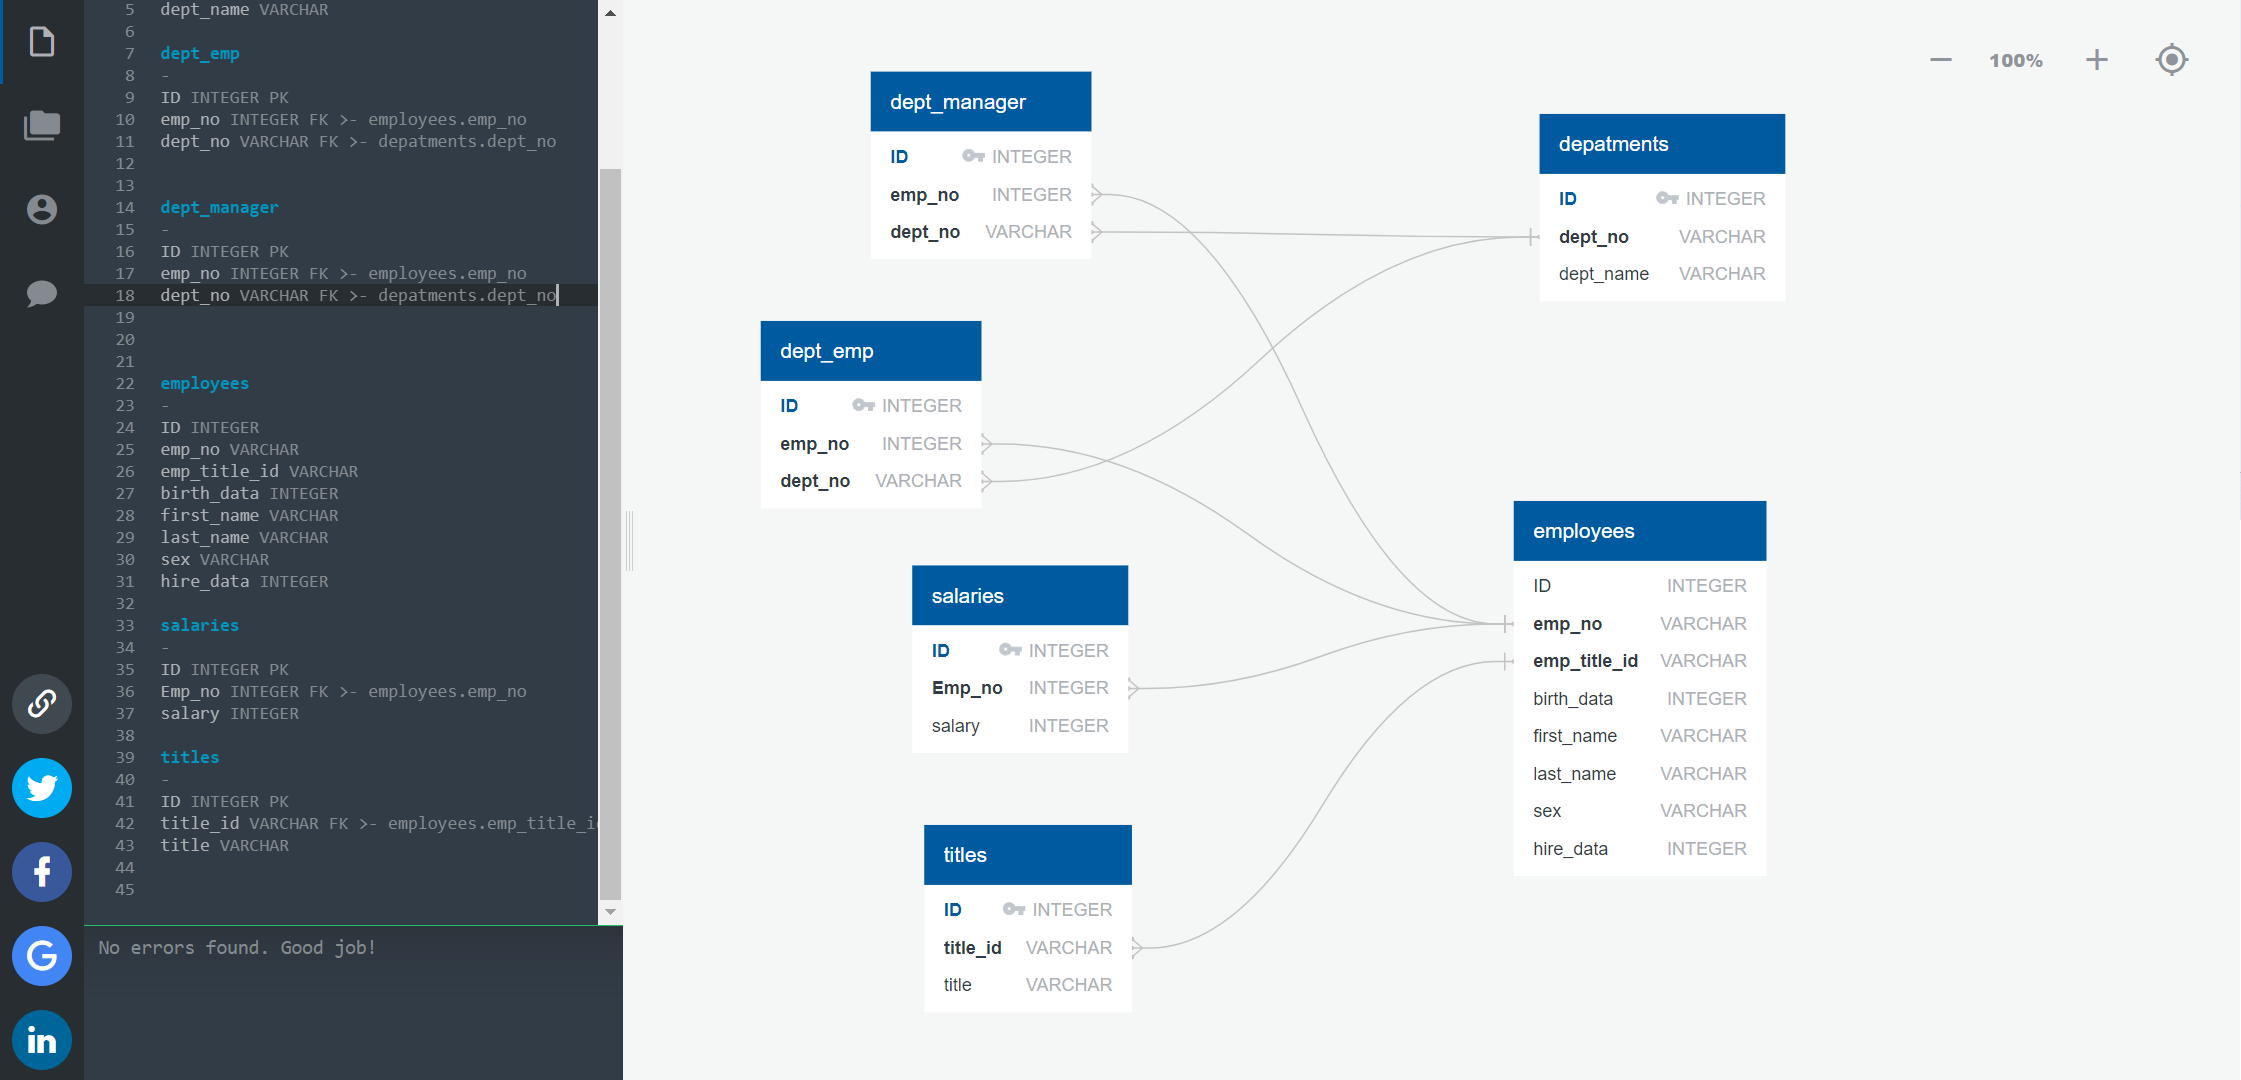 5 dept_name VARCHAR
6
7 dept_emp
8 -
9 ID INTEGER PK
10 emp_no INTEGER FK >- employees.emp_no
11 dept_no VARCHAR FK >- depatments.dept_no
12
13
14 dept_manager
15 -
16 ID INTEGER PK
17 emp_no INTEGER FK >- employees.emp_no
18 dept_no VARCHAR FK >- depatments.dept_no
19
20
21
22 employees
23 -
24 ID INTEGER
25 emp_no VARCHAR
26 emp_title_id VARCHAR
27 birth_data INTEGER
28 first_name VARCHAR
29 last_name VARCHAR
30 sex VARCHAR
31 hire_data INTEGER
32
33 salaries
34 -
35 ID INTEGER PK
36 Emp_no INTEGER FK >- employees.emp_no
37 salary INTEGER
38
39 titles
40 -
41 ID INTEGER PK
42 title_id VARCHAR FK >- employees.emp_title_i
43 title VARCHAR
44
45
No errors found. Good job!
100%
dept_manager
ID INTEGER
emp_no INTEGER
dept_no VARCHAR
depatments
ID INTEGER
dept_no VARCHAR
dept_name VARCHAR
dept_emp
ID INTEGER
emp_no INTEGER
dept_no VARCHAR
employees
ID INTEGER
emp_no VARCHAR
emp_title_id VARCHAR
birth_data INTEGER
first_name VARCHAR
last_name VARCHAR
sex VARCHAR
hire_data INTEGER
salaries
ID INTEGER
Emp_no INTEGER
salary INTEGER
titles
ID INTEGER
title_id VARCHAR
title VARCHAR
f
G
in